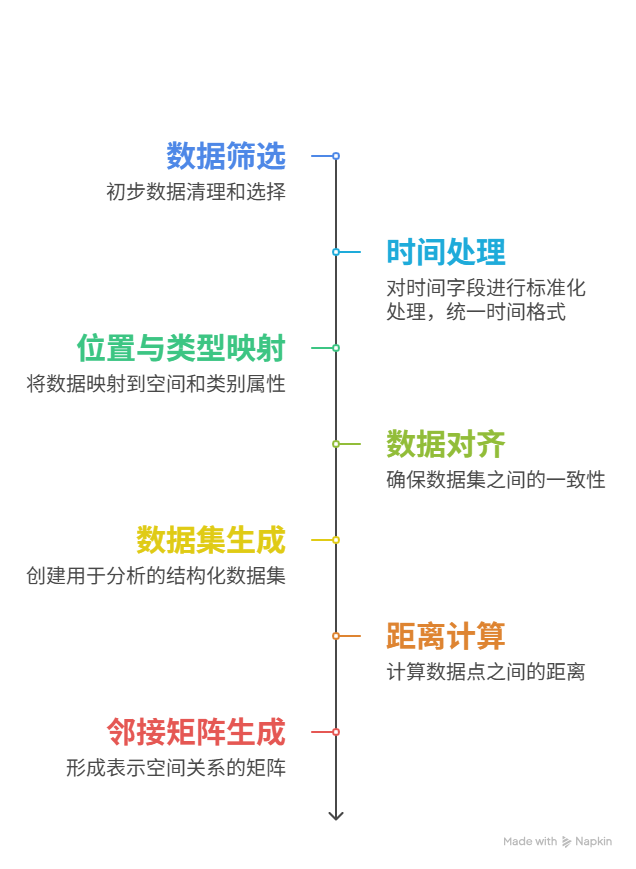 数据筛选
初步数据清理和选择
时间处理
对时间字段进行标准化
处理，统一时间格式
位置与类型映射
将数据映射到空间和类别属性
数据对齐
确保数据集之间的一致性
数据集生成
创建用于分析的结构化数据集
距离计算
计算数据点之间的距离
邻接矩阵生成
形成表示空间关系的矩阵
Made with Napkin